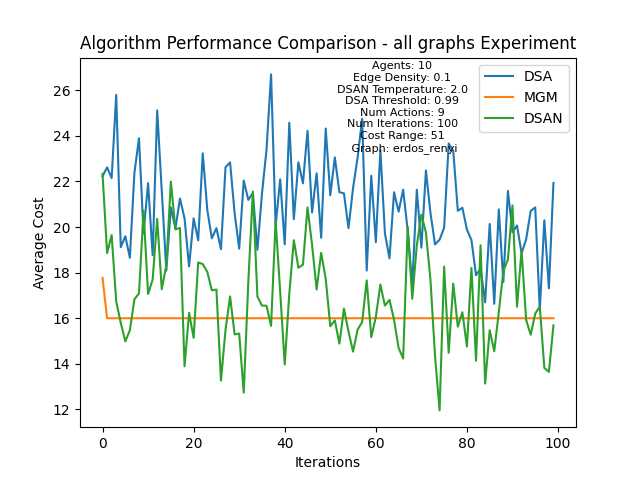 Algorithm Performance Comparison - all graphs Experiment
Agents: 10
Edge Density: 0.1
DSAN Temperature: 2.0
DSA Threshold: 0.99
Num Actions: 9
Num Iterations: 100
Cost Range: 51
Graph: erdos_renyi
DSA
MGM
DSAN
Average Cost
26
24
22
20
18
16
14
12
0 20 40 60 80 100
Iterations